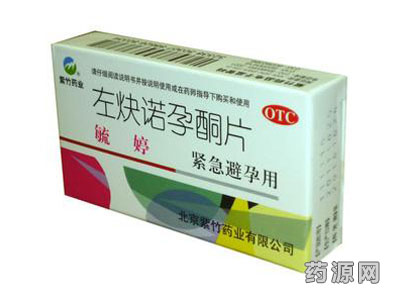 紫竹药业
请仔细阅读说明书并按说明使用或在药师指导下购买和使用
OTC
左炔诺孕酮片
毓婷
紧急避孕用
北京紫竹药业有限公司
药源网